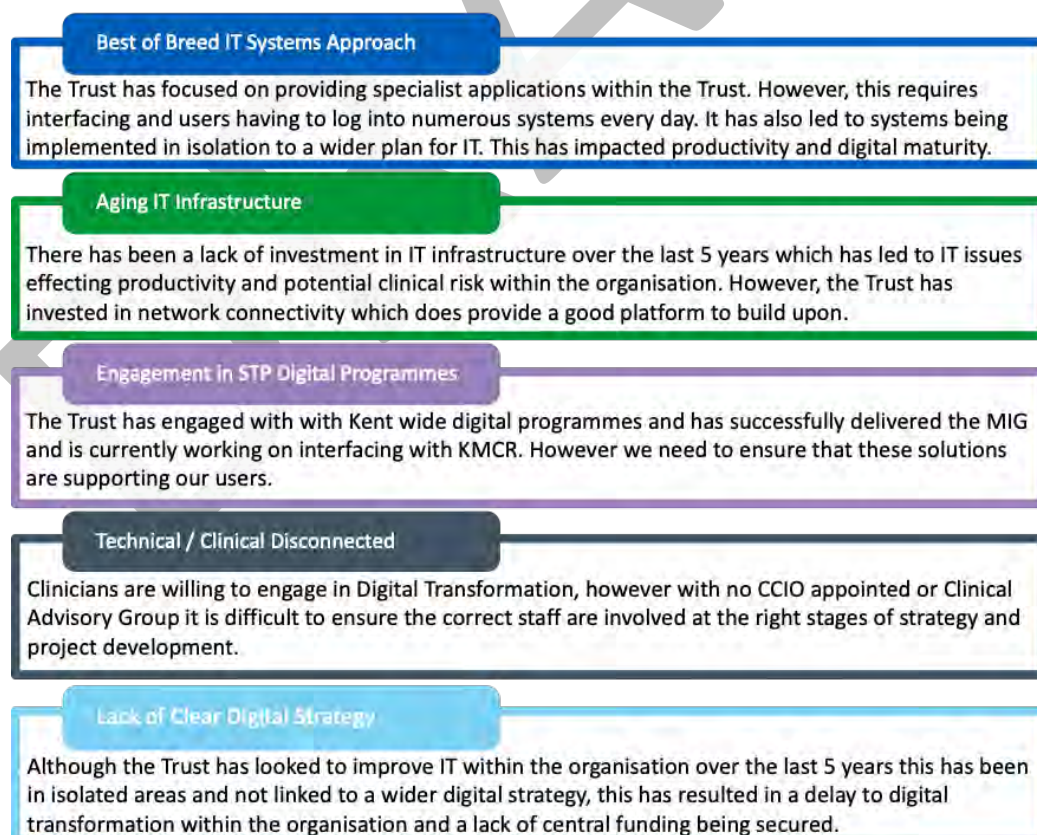 Best of Breed IT Systems Approach
The Trust has focused on providing specialist applications within the Trust. However, this requires
interfacing and users having to log into numerous systems every day. It has also led to systems being
implemented in isolation to a wider plan for IT. This has impacted productivity and digital maturity.
Aging IT Infrastructure
There has been a lack of investment in IT infrastructure over the last 5 years which has led to IT issues
effecting productivity and potential clinical risk within the organisation. However, the Trust has
invested in network connectivity which does provide a good platform to build upon.
Engagement in STP Digital Programmes
The Trust has engaged with with Kent wide digital programmes and has successfully delivered the MIG
and is currently working on interfacing with KMCR. However we need to ensure that these solutions
are supporting our users.
Technical / Clinical Disconnected
Clinicians are willing to engage in Digital Transformation, however with no CCIO appointed or Clinical
Advisory Group it is difficult to ensure the correct staff are involved at the right stages of strategy and
project development.
Lack of Clear Digital Strategy
Although the Trust has looked to improve IT within the organisation over the last 5 years this has been
in isolated areas and not linked to a wider digital strategy, this has resulted in a delay to digital
transformation within the organisation and a lack of central funding being secured.